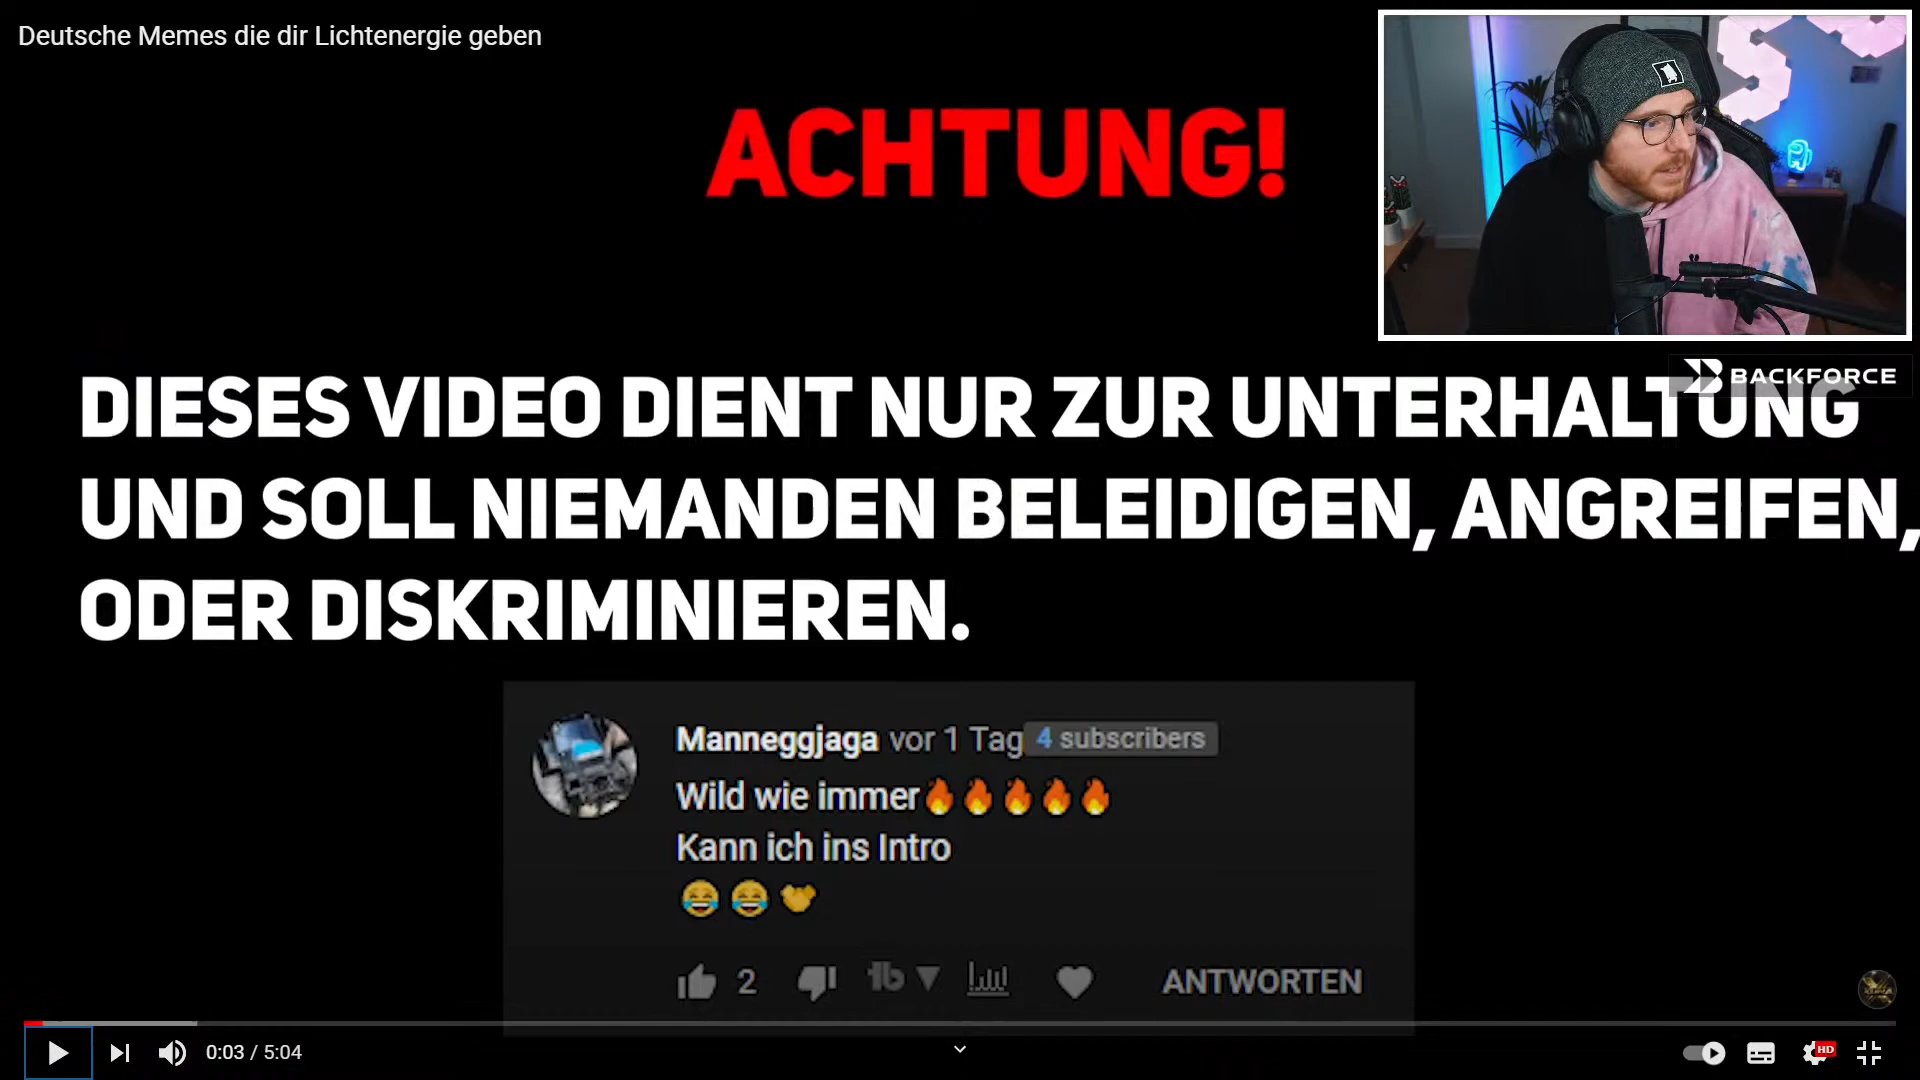 Deutsche Memes die dir Lichtenergie geben
ACHTUNG!
BACKFORCE
DIESES VIDEO DIENT NUR ZUR UNTERHALTUNG
UND SOLL NIEMANDEN BELEIDIGEN, ANGREIFEN,
ODER DISKRIMINIEREN.
Manneggjaga vor 1 Tag 4 subscribers
Wild wie immer🔥🔥🔥🔥🔥
Kann ich ins Intro
😂😂🤝
2 tb ANTWORTEN
0:03 / 5:04 HD